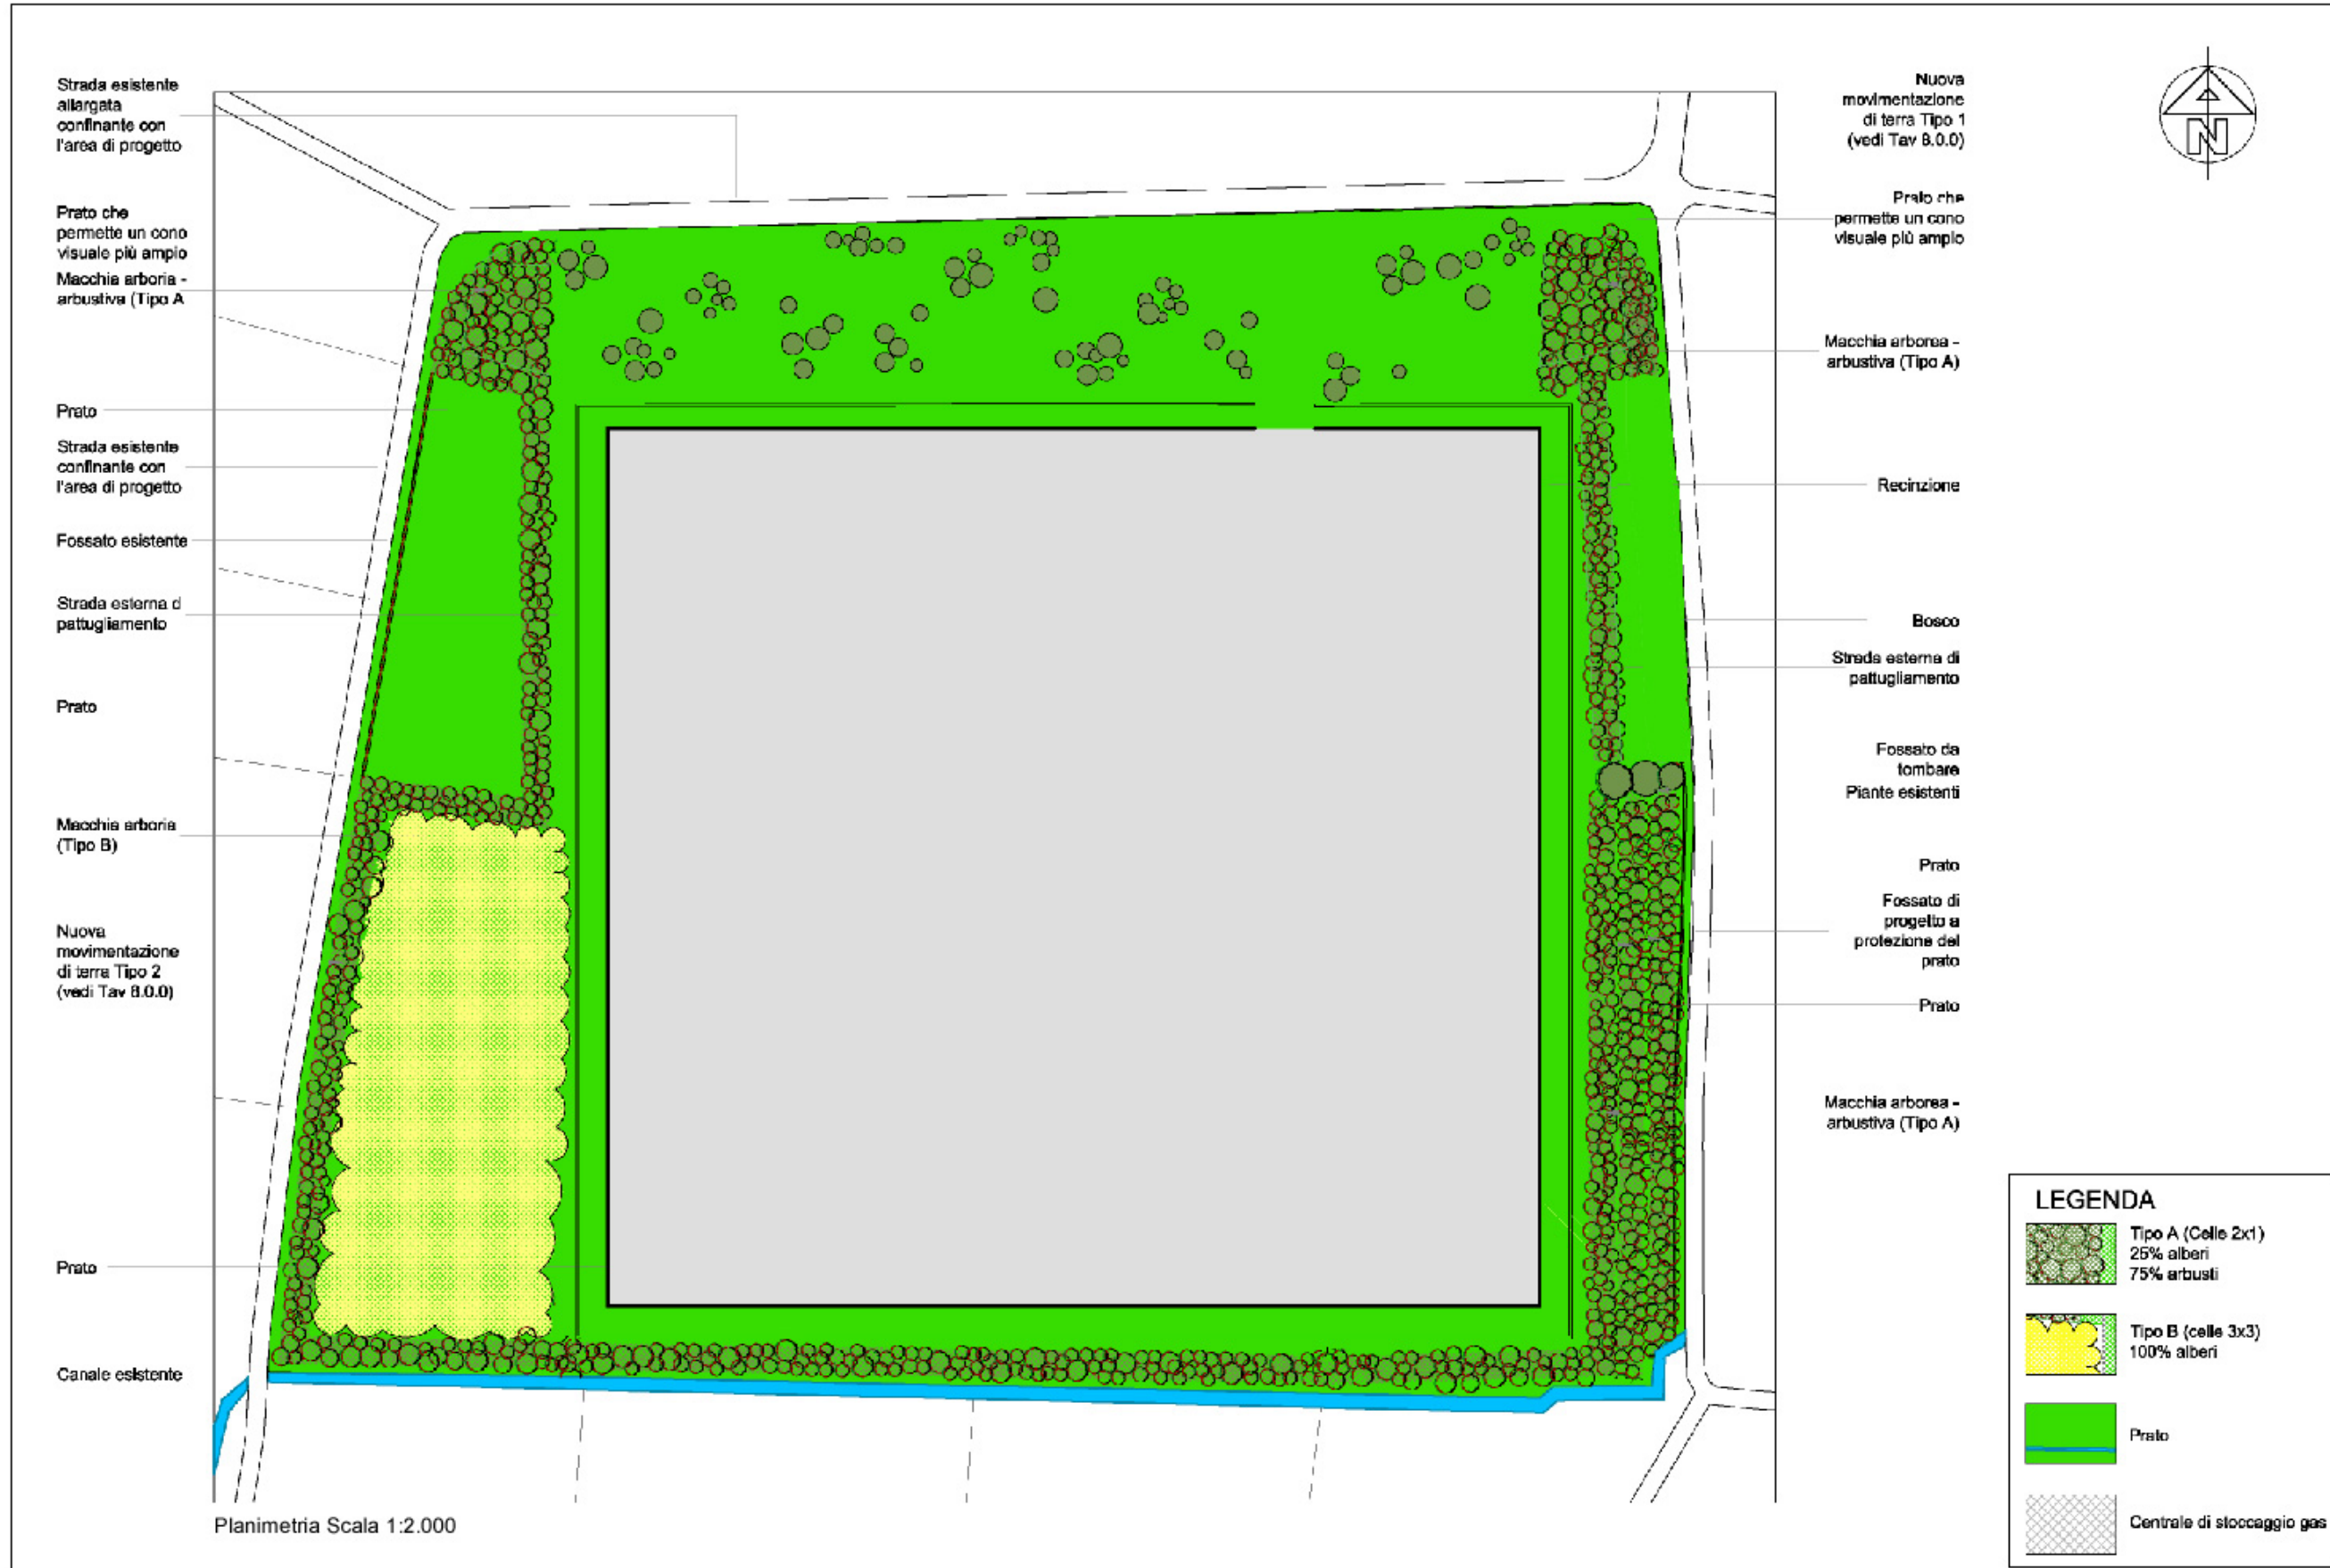 Strada esistente
allargata
confinante con
l'area di progetto
Prato che
permette un cono
visuale più ampio
Macchia arboria -
arbustiva (Tipo A
Prato
Strada esistente
confinante con
l'area di progetto
Fossato esistente
Strada esterna d
pattugliamento
Prato
Macchia arboria
(Tipo B)
Nuova
movimentazione
di terra Tipo 2
(vedi Tav 8.0.0)
Prato
Canale esistente
Planimetria Scala 1:2.000
Nuova
movimentazione
di terra Tipo 1
(vedi Tav 8.0.0)
Prato che
permette un cono
visuale più ampio
Macchia arborea -
arbustiva (Tipo A)
Recinzione
Bosco
Strada esterna di
pattugliamento
Fossato da
tombare
Piante esistenti
Prato
Fossato di
progetto a
protezione del
prato
Prato
Macchia arborea -
arbustiva (Tipo A)
N
LEGENDA
Tipo A (Celle 2x1)
25% alberi
75% arbusti
Tipo B (celle 3x3)
100% alberi
Prato
Centrale di stoccaggio gas